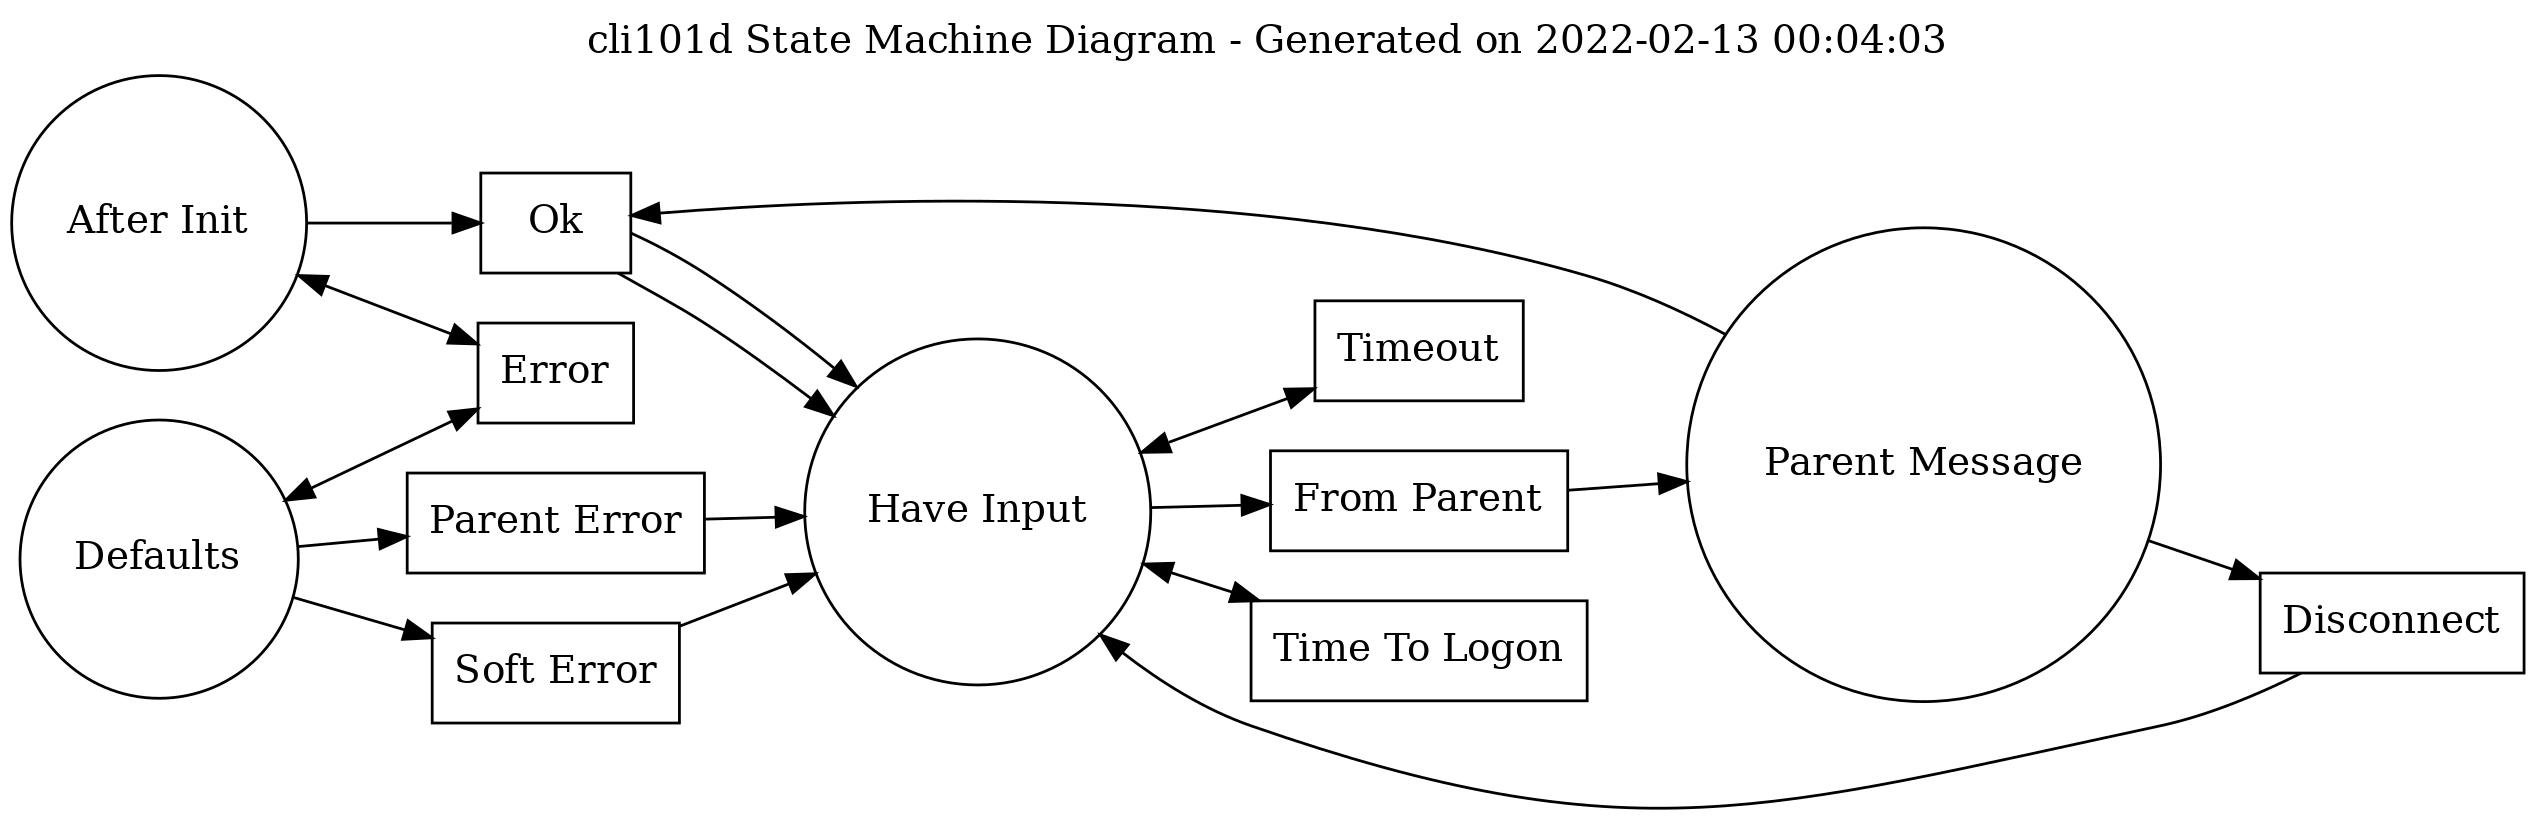 cli101d State Machine Diagram - Generated on 2022-02-13 00:04:03
After Init
Ok
Error
Timeout
Parent Message
From Parent
Have Input
Parent Error
Defaults
Disconnect
Time To Logon
Soft Error